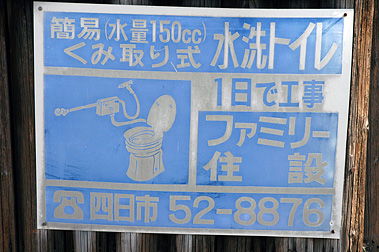 簡易(水量150cc)
くみ取り式
水洗トイレ
1日で工事
ファミリー
住設
☎四日市 52-8876